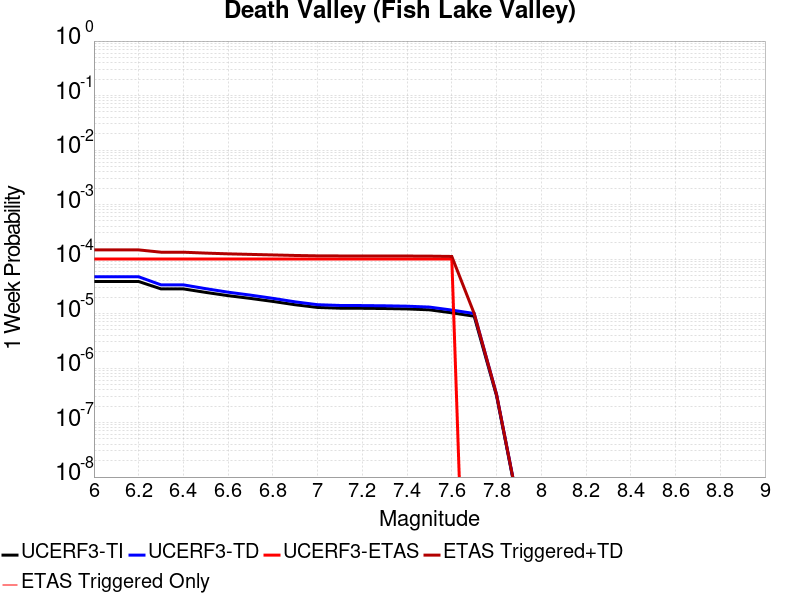 Death Valley (Fish Lake Valley)
10^0
10^-1
10^-2
10^-3
10^-4
10^-5
10^-6
10^-7
10^-8
1 Week Probability
6 6.2 6.4 6.6 6.8 7 7.2 7.4 7.6 7.8 8 8.2 8.4 8.6 8.8 9
Magnitude
UCERF3-TI UCERF3-TD UCERF3-ETAS ETAS Triggered+TD
ETAS Triggered Only